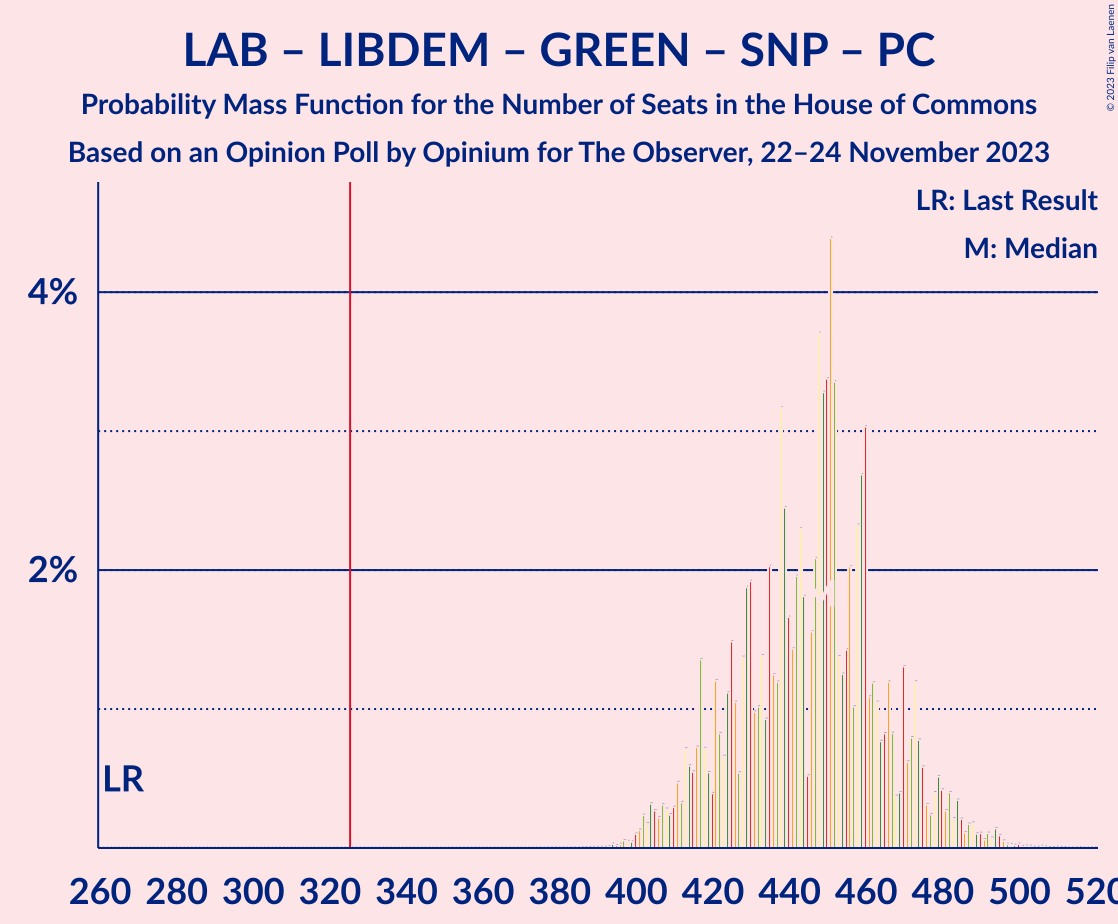 LAB – LIBDEM – GREEN – SNP – PC
Probability Mass Function for the Number of Seats in the House of Commons
Based on an Opinion Poll by Opinium for The Observer, 22–24 November 2023
© 2023 Filip van Laenen
LR: Last Result
M: Median
4%
2%
LR
260 280 300 320 340 360 380 400 420 440 460 480 500 520